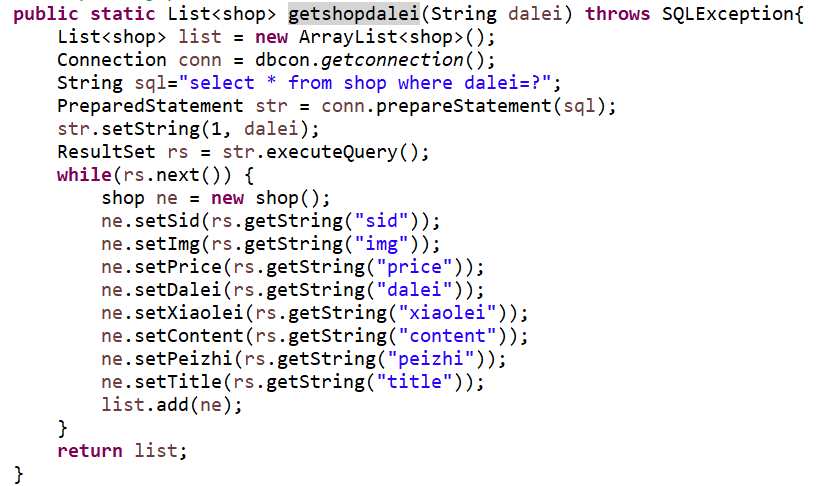 public static List<shop> getshopdalei(String dalei) throws SQLException{
    List<shop> list = new ArrayList<shop>();
    Connection conn = dbcon.getconnection();
    String sql="select * from shop where dalei=?";
    PreparedStatement str = conn.prepareStatement(sql);
    str.setString(1, dalei);
    ResultSet rs = str.executeQuery();
    while(rs.next()) {
        shop ne = new shop();
        ne.setSid(rs.getString("sid"));
        ne.setImg(rs.getString("img"));
        ne.setPrice(rs.getString("price"));
        ne.setDalei(rs.getString("dalei"));
        ne.setXiaolei(rs.getString("xiaolei"));
        ne.setContent(rs.getString("content"));
        ne.setPeizhi(rs.getString("peizhi"));
        ne.setTitle(rs.getString("title"));
        list.add(ne);
    }
    return list;
}